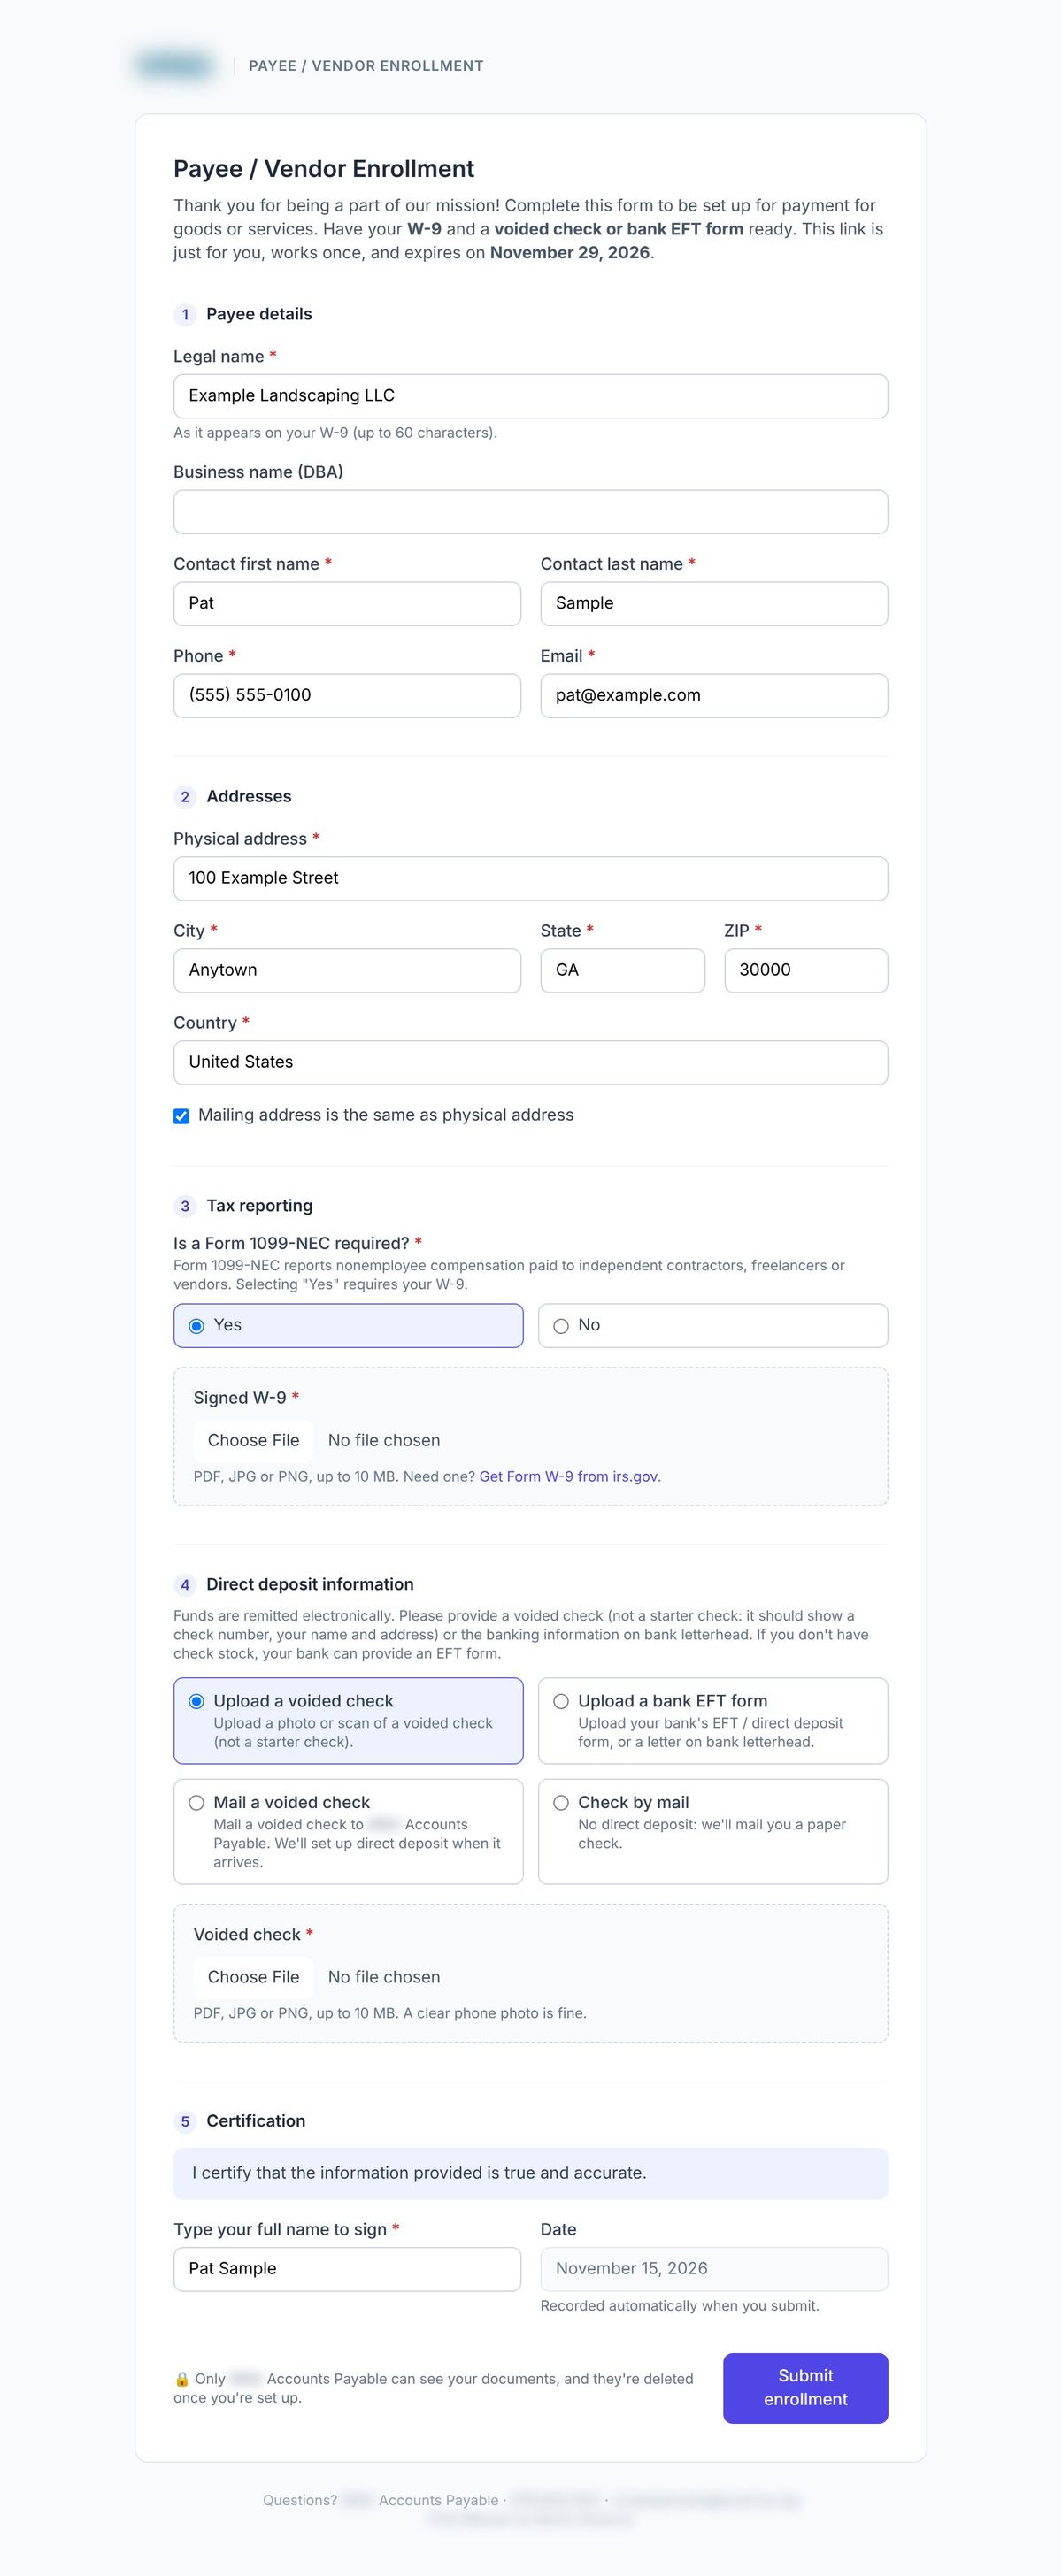 PAYEE / VENDOR ENROLLMENT
Payee / Vendor Enrollment
Thank you for being a part of our mission! Complete this form to be set up for payment for
goods or services. Have your W-9 and a voided check or bank EFT form ready. This link is
just for you, works once, and expires on November 29, 2026.
1 Payee details
Legal name *
Example Landscaping LLC
As it appears on your W-9 (up to 60 characters).
Business name (DBA)
Contact first name * Contact last name *
Pat Sample
Phone * Email *
(555) 555-0100 pat@example.com
2 Addresses
Physical address *
100 Example Street
City * State * ZIP *
Anytown GA 30000
Country *
United States
Mailing address is the same as physical address
3 Tax reporting
Is a Form 1099-NEC required? *
Form 1099-NEC reports nonemployee compensation paid to independent contractors, freelancers or
vendors. Selecting "Yes" requires your W-9.
Yes No
Signed W-9 *
Choose File No file chosen
PDF, JPG or PNG, up to 10 MB. Need one? Get Form W-9 from irs.gov.
4 Direct deposit information
Funds are remitted electronically. Please provide a voided check (not a starter check: it should show a
check number, your name and address) or the banking information on bank letterhead. If you don't have
check stock, your bank can provide an EFT form.
Upload a voided check
Upload a photo or scan of a voided check
(not a starter check).
Upload a bank EFT form
Upload your bank's EFT / direct deposit
form, or a letter on bank letterhead.
Mail a voided check
Mail a voided check to Accounts
Payable. We'll set up direct deposit when it
arrives.
Check by mail
No direct deposit: we'll mail you a paper
check.
Voided check *
Choose File No file chosen
PDF, JPG or PNG, up to 10 MB. A clear phone photo is fine.
5 Certification
I certify that the information provided is true and accurate.
Type your full name to sign * Date
Pat Sample November 15, 2026
Recorded automatically when you submit.
🔒 Only Accounts Payable can see your documents, and they're deleted
once you're set up.
Submit
enrollment
Questions? Accounts Payable · ·